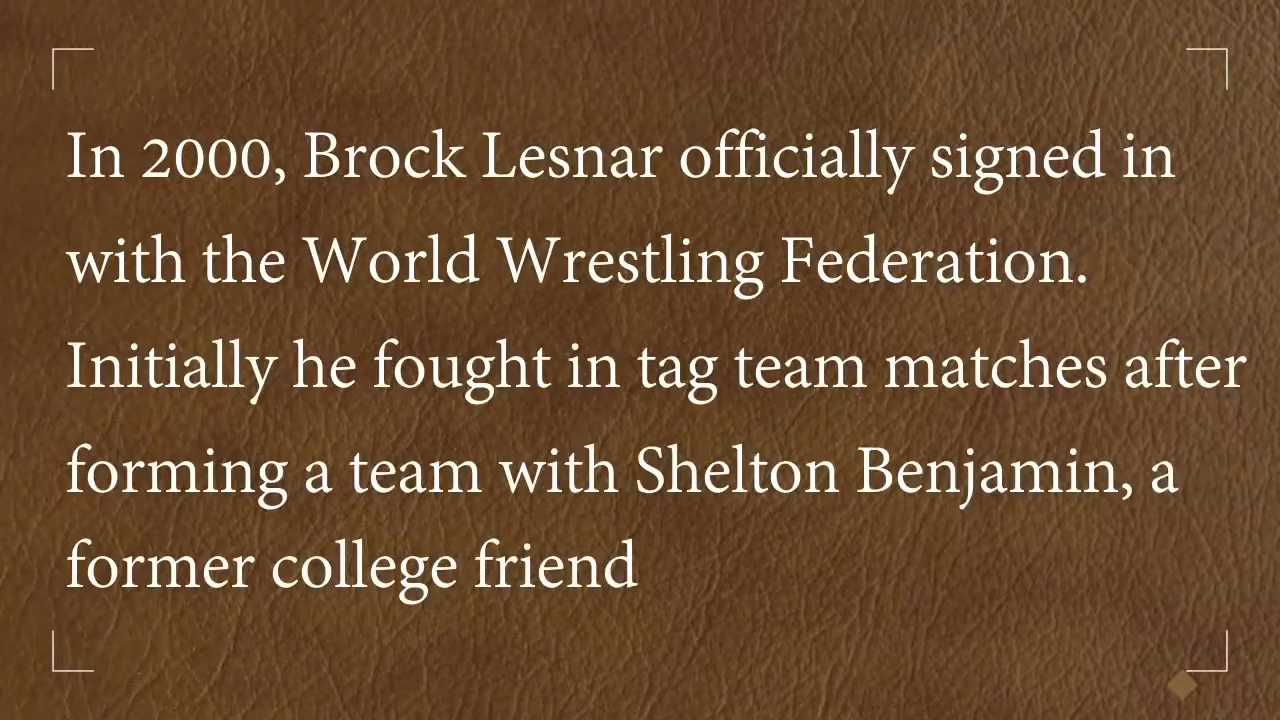 In 2000, Brock Lesnar officially signed in
with the World Wrestling Federation.
Initially he fought in tag team matches after
forming a team with Shelton Benjamin, a
former college friend